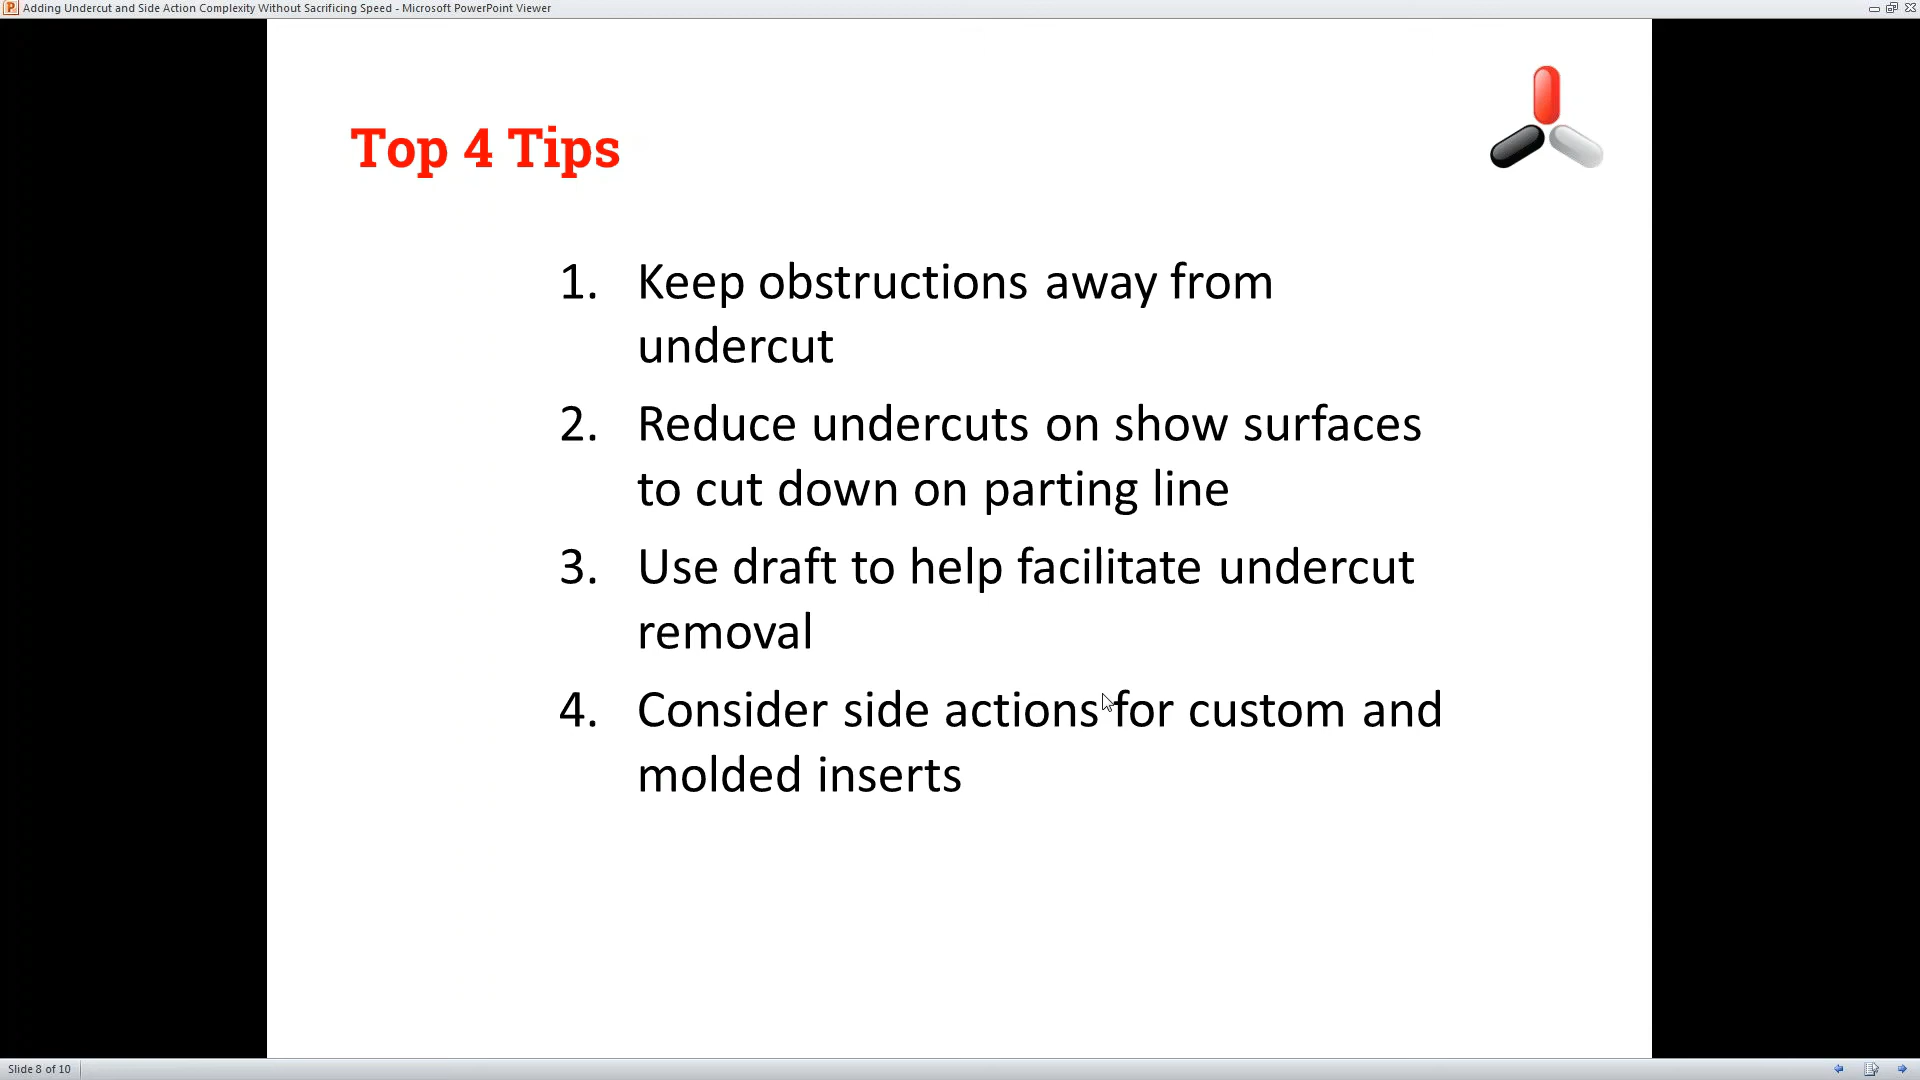 Adding Undercut and Side Action Complexity Without Sacrificing Speed - Microsoft PowerPoint Viewer
Top 4 Tips
1. Keep obstructions away from
undercut
2. Reduce undercuts on show surfaces
to cut down on parting line
3. Use draft to help facilitate undercut
removal
4. Consider side actions for custom and
molded inserts
Slide 8 of 10